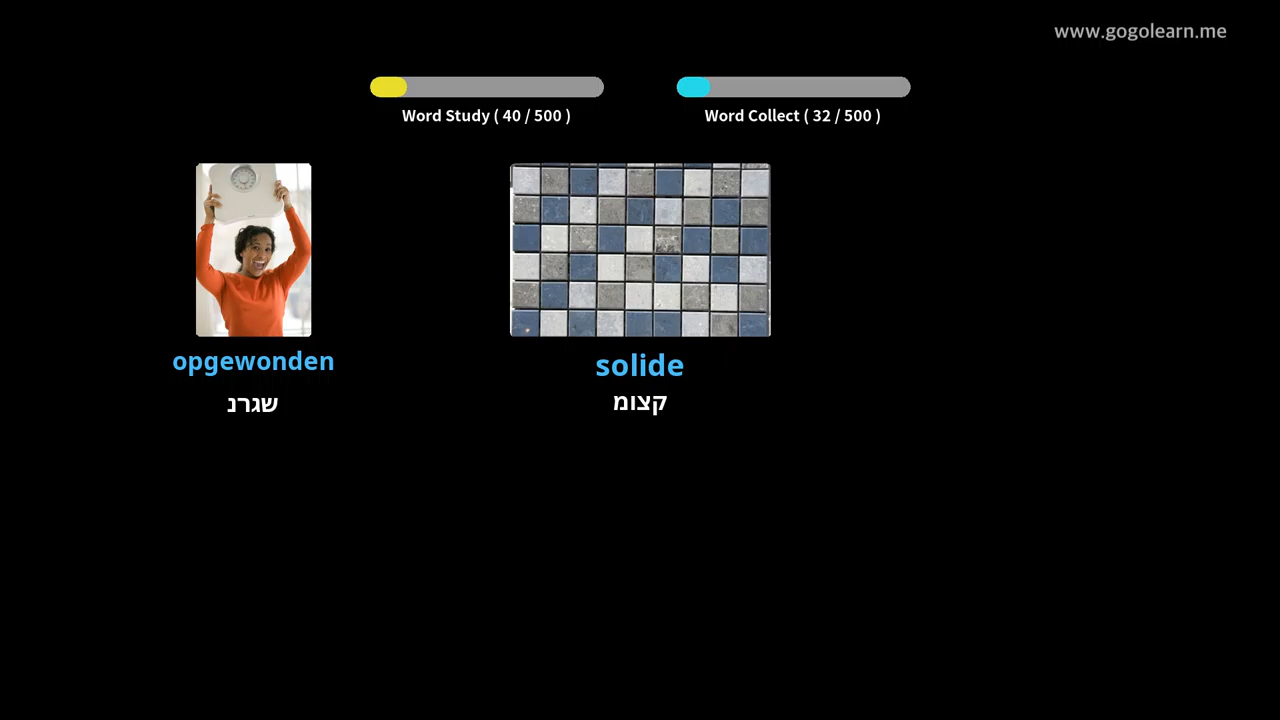 www.gogolearn.me
Word Study ( 40 / 500 )
Word Collect ( 32 / 500 )
opgewonden
שגרנ
solide
קצומ